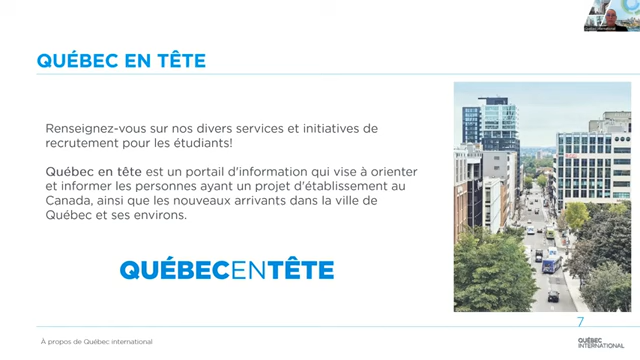 QUÉBEC EN TÊTE
Renseignez-vous sur nos divers services et initiatives de
recrutement pour les étudiants!
Québec en tête est un portail d'information qui vise à orienter
et informer les personnes ayant un projet d'établissement au
Canada, ainsi que les nouveaux arrivants dans la ville de
Québec et ses environs.
QUÉBECENTÊTE
7
À propos de Québec international
QUÉBEC
INTERNATIONAL